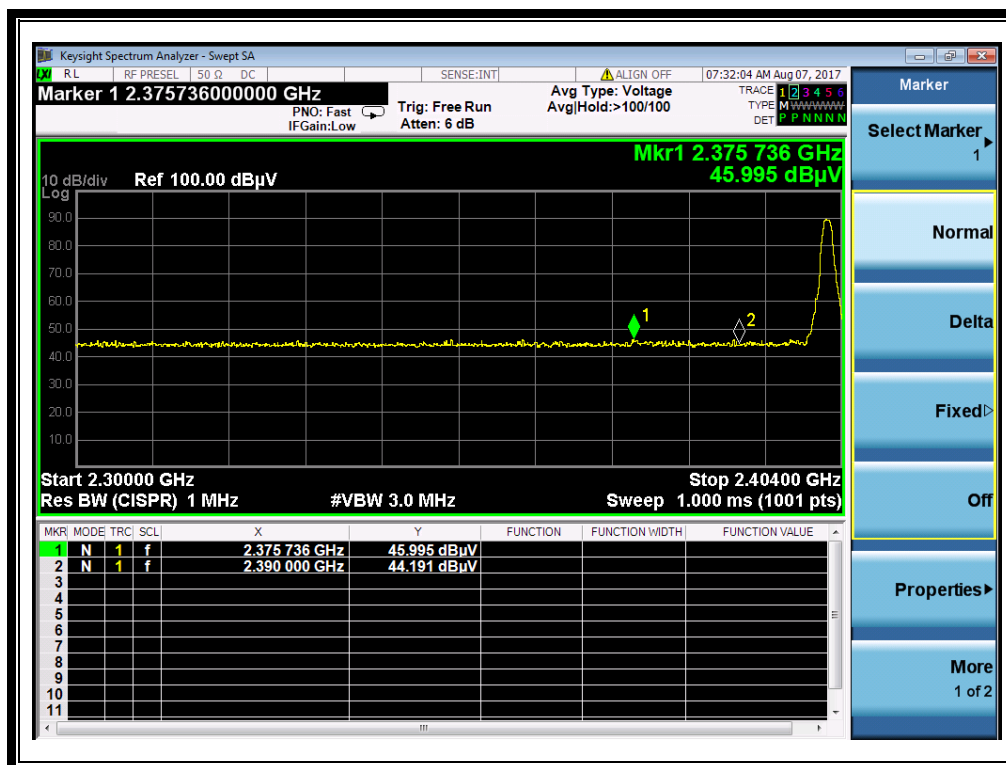 Keysight Spectrum Analyzer - Swept SA
LXI RL RF PRESEL 50 Ω DC SENSE:INT ALIGN OFF 07:32:04 AM Aug 07, 2017
Marker 1 2.375736000000 GHz
PNO: Fast
IFGain:Low
Trig: Free Run
Atten: 6 dB
Avg Type: Voltage
Avg|Hold:>100/100
TRACE 1 2 3 4 5 6
TYPE M WWWWW
DET P P N N N N
Mkr1 2.375 736 GHz
45.995 dBµV
10 dB/div Ref 100.00 dBµV
Log
90.0
80.0
70.0
60.0
50.0
40.0
30.0
20.0
10.0
1
2
Start 2.30000 GHz Stop 2.40400 GHz
Res BW (CISPR) 1 MHz #VBW 3.0 MHz Sweep 1.000 ms (1001 pts)
MKR MODE TRC SCL X Y FUNCTION FUNCTION WIDTH FUNCTION VALUE
1 N 1 f 2.375 736 GHz 45.995 dBµV
2 N 1 f 2.390 000 GHz 44.191 dBµV
3
4
5
6
7
8
9
10
11
Marker
Select Marker
1
Normal
Delta
Fixed
Off
Properties
More
1 of 2